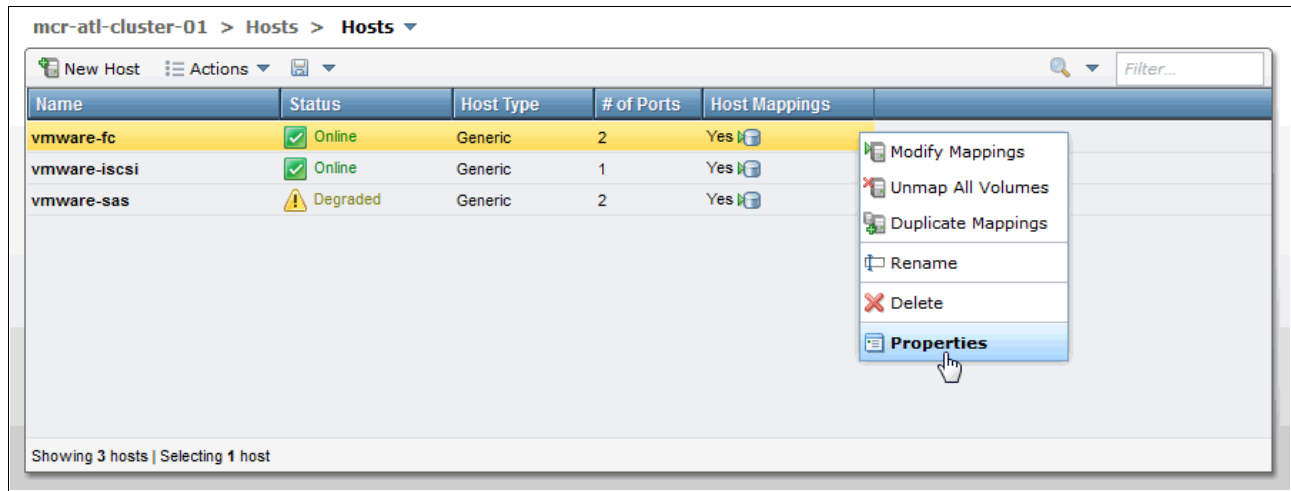 mcr-atl-cluster-01 > Hosts > Hosts
New Host Actions Filter...
Name Status Host Type # of Ports Host Mappings
vmware-fc Online Generic 2 Yes
vmware-iscsi Online Generic 1 Yes
vmware-sas Degraded Generic 2 Yes
Modify Mappings
Unmap All Volumes
Duplicate Mappings
Rename
Delete
Properties
Showing 3 hosts | Selecting 1 host